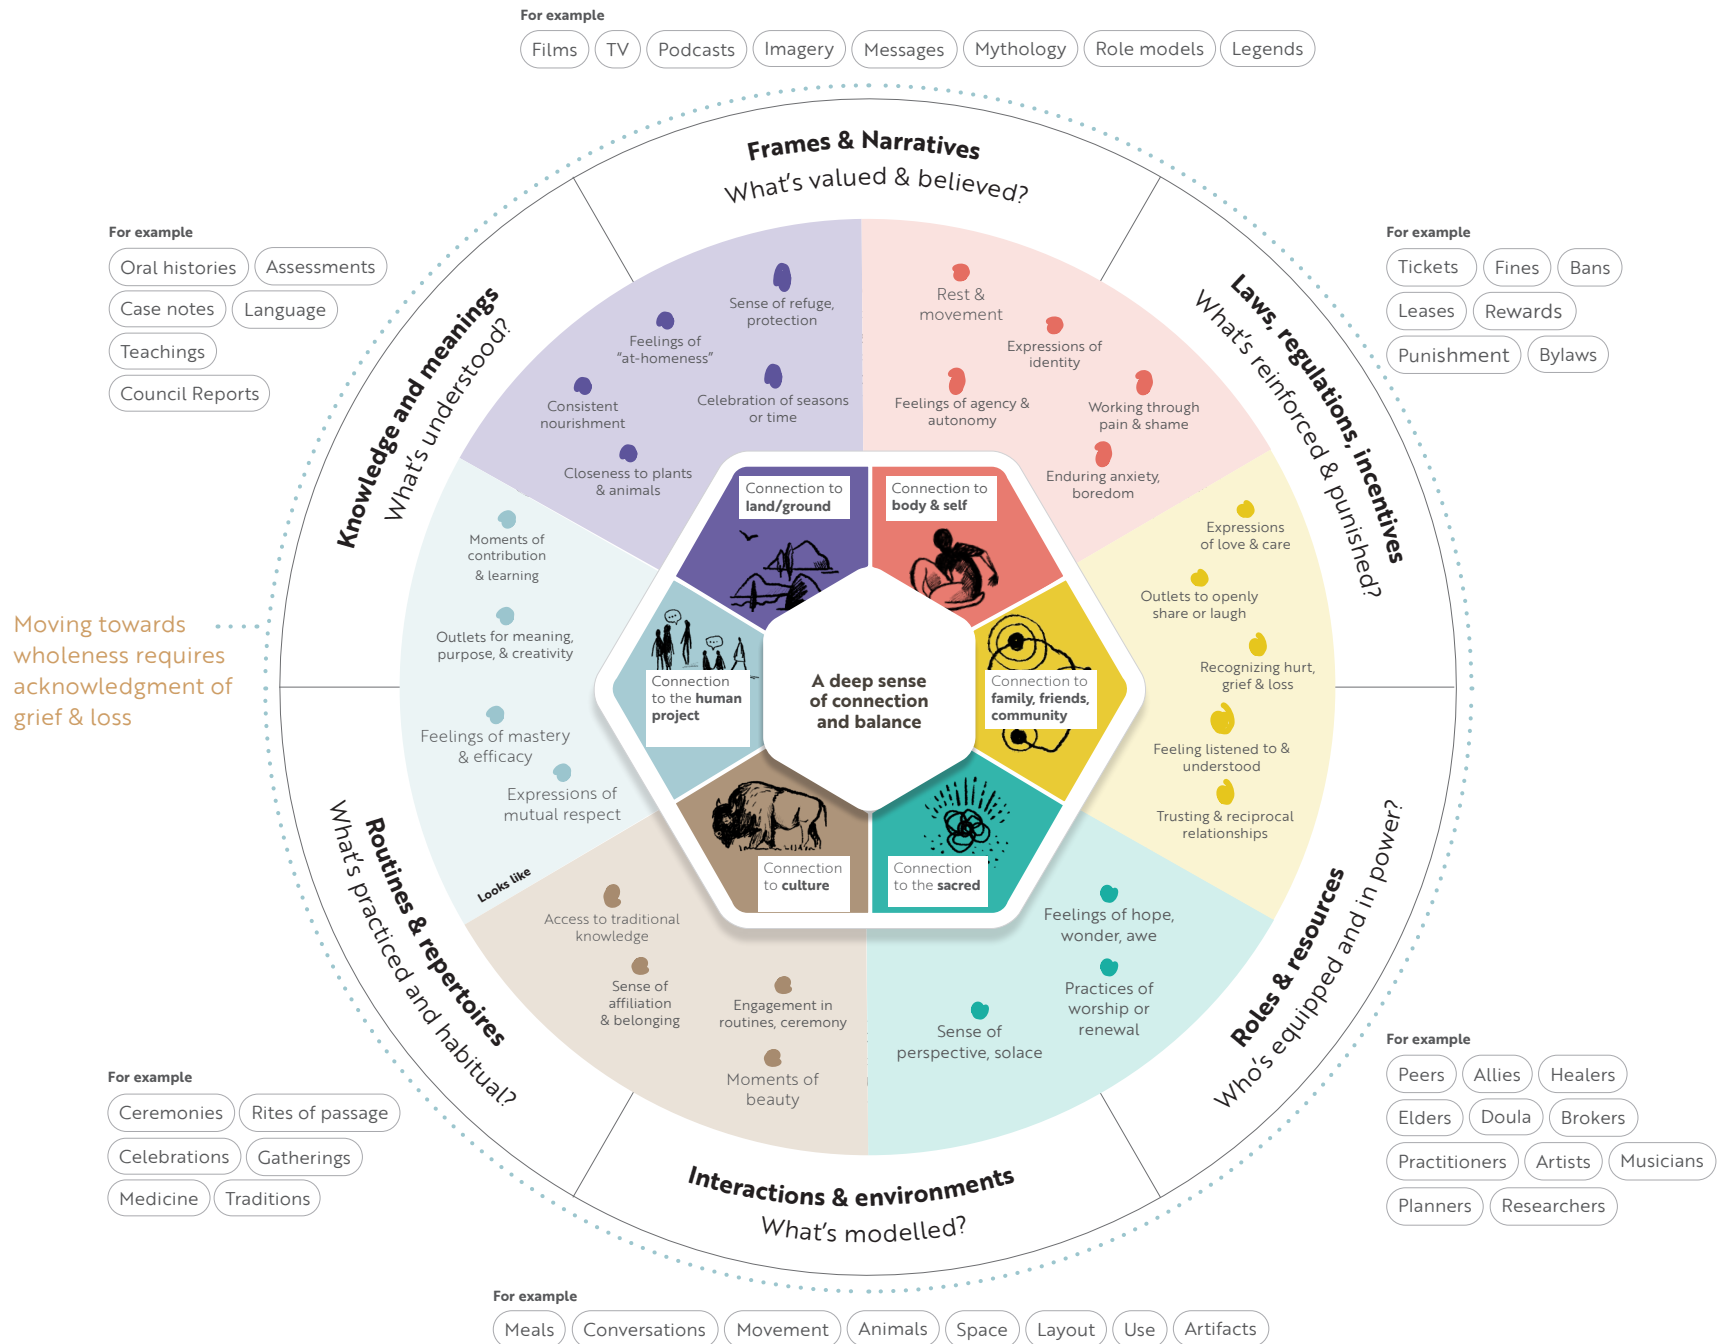 For example
Films
TV
Podcasts
Imagery
Messages
Mythology
Role models
Legends
Frames & Narratives
What's valued & believed?
For example
Oral histories
Assessments
Case notes
Language
Teachings
Council Reports
Knowledge and meanings
What's understood?
For example
Tickets
Fines
Bans
Leases
Rewards
Punishment
Bylaws
Laws, regulations, incentives
What's reinforced & punished?
Sense of refuge,
protection
Feelings of
“at-homeness”
Consistent
nourishment
Celebration of seasons
or time
Closeness to plants
& animals
Rest &
movement
Expressions of
identity
Feelings of agency &
autonomy
Working through
pain & shame
Enduring anxiety,
boredom
Connection to
land/ground
Connection to
body & self
Moments of
contribution
& learning
Outlets for meaning,
purpose, & creativity
Feelings of mastery
& efficacy
Expressions of
mutual respect
Connection
to the human
project
A deep sense
of connection
and balance
Connection to
family, friends,
community
Expressions
of love & care
Outlets to openly
share or laugh
Recognizing hurt,
grief & loss
Feeling listened to &
understood
Trusting & reciprocal
relationships
Moving towards
wholeness requires
acknowledgment of
grief & loss
Connection
to culture
Connection
to the sacred
Looks like
Access to traditional
knowledge
Sense of
affiliation
& belonging
Engagement in
routines, ceremony
Moments of
beauty
Feelings of hope,
wonder, awe
Practices of
worship or
renewal
Sense of
perspective, solace
Routines & repertoires
What's practiced and habitual?
For example
Ceremonies
Rites of passage
Celebrations
Gatherings
Medicine
Traditions
Roles & resources
Who's equipped and in power?
For example
Peers
Allies
Healers
Elders
Doula
Brokers
Practitioners
Artists
Musicians
Planners
Researchers
Interactions & environments
What's modelled?
For example
Meals
Conversations
Movement
Animals
Space
Layout
Use
Artifacts